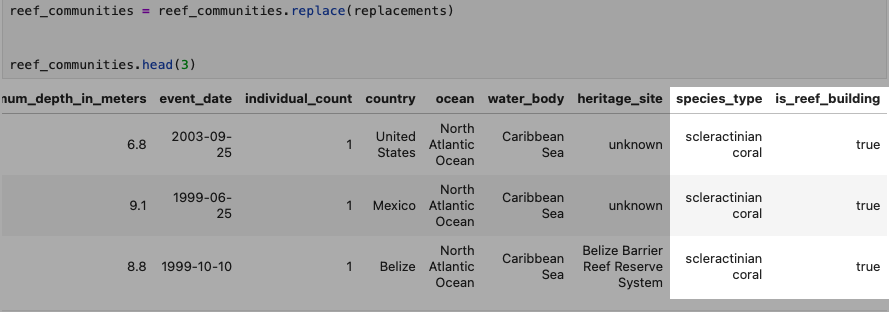 reef_communities = reef_communities.replace(replacements)
reef_communities.head(3)
num_depth_in_meters event_date individual_count country ocean water_body heritage_site species_type is_reef_building
6.8 2003-09-25 1 United States North Atlantic Ocean Caribbean Sea unknown scleractinian coral true
9.1 1999-06-25 1 Mexico North Atlantic Ocean Caribbean Sea unknown scleractinian coral true
8.8 1999-10-10 1 Belize North Atlantic Ocean Caribbean Sea Belize Barrier Reef Reserve System scleractinian coral true